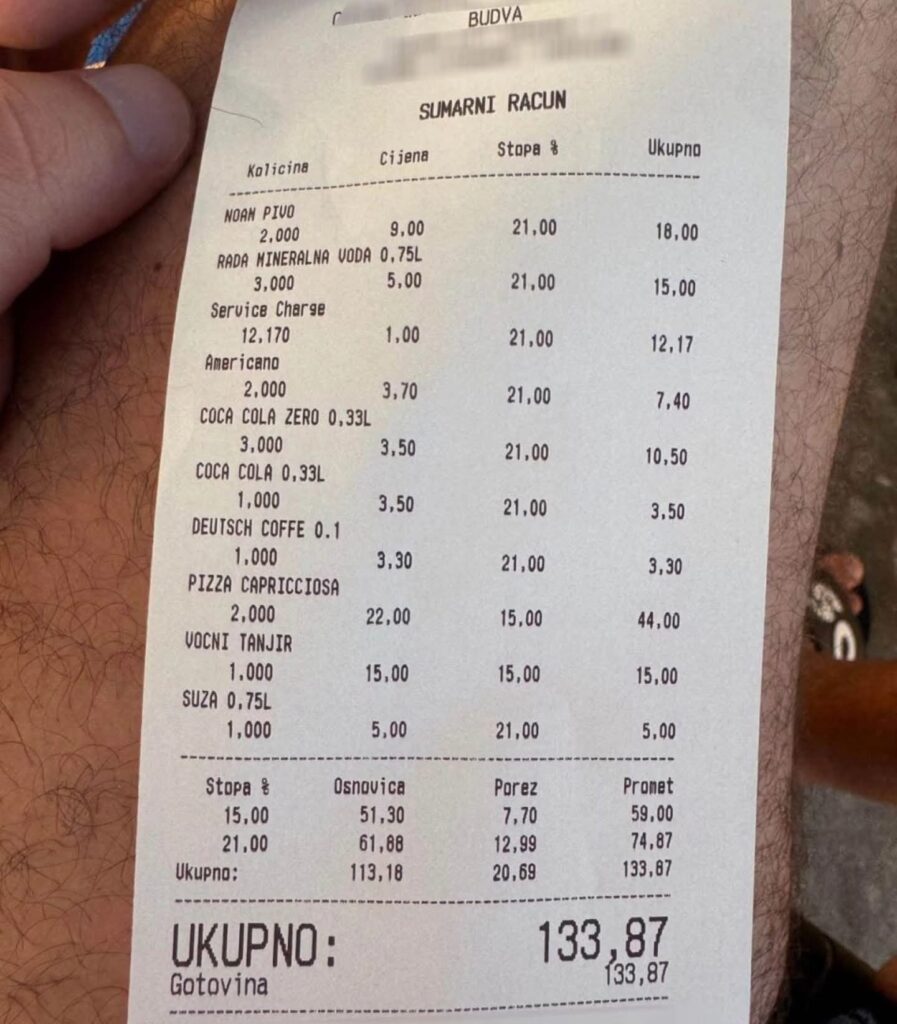 BUDVA
SUMARNI RACUN
Kolicina Cijena Stopa % Ukupno
NOAM PIVO
2,000 9,00 21,00 18,00
RADA MINERALNA VODA 0,75L
3,000 5,00 21,00 15,00
Service Charge
12,170 1,00 21,00 12,17
Americano
2,000 3,70 21,00 7,40
COCA COLA ZERO 0,33L
3,000 3,50 21,00 10,50
COCA COLA 0,33L
1,000 3,50 21,00 3,50
DEUTSCH COFFE 0.1
1,000 3,30 21,00 3,30
PIZZA CAPRICCIOSA
2,000 22,00 15,00 44,00
VOCNI TANJIR
1,000 15,00 15,00 15,00
SUZA 0,75L
1,000 5,00 21,00 5,00
Stopa % Osnovica Porez Promet
15,00 51,30 7,70 59,00
21,00 61,88 12,99 74,87
Ukupno: 113,18 20,69 133,87
UKUPNO: 133,87
Gotovina 133,87